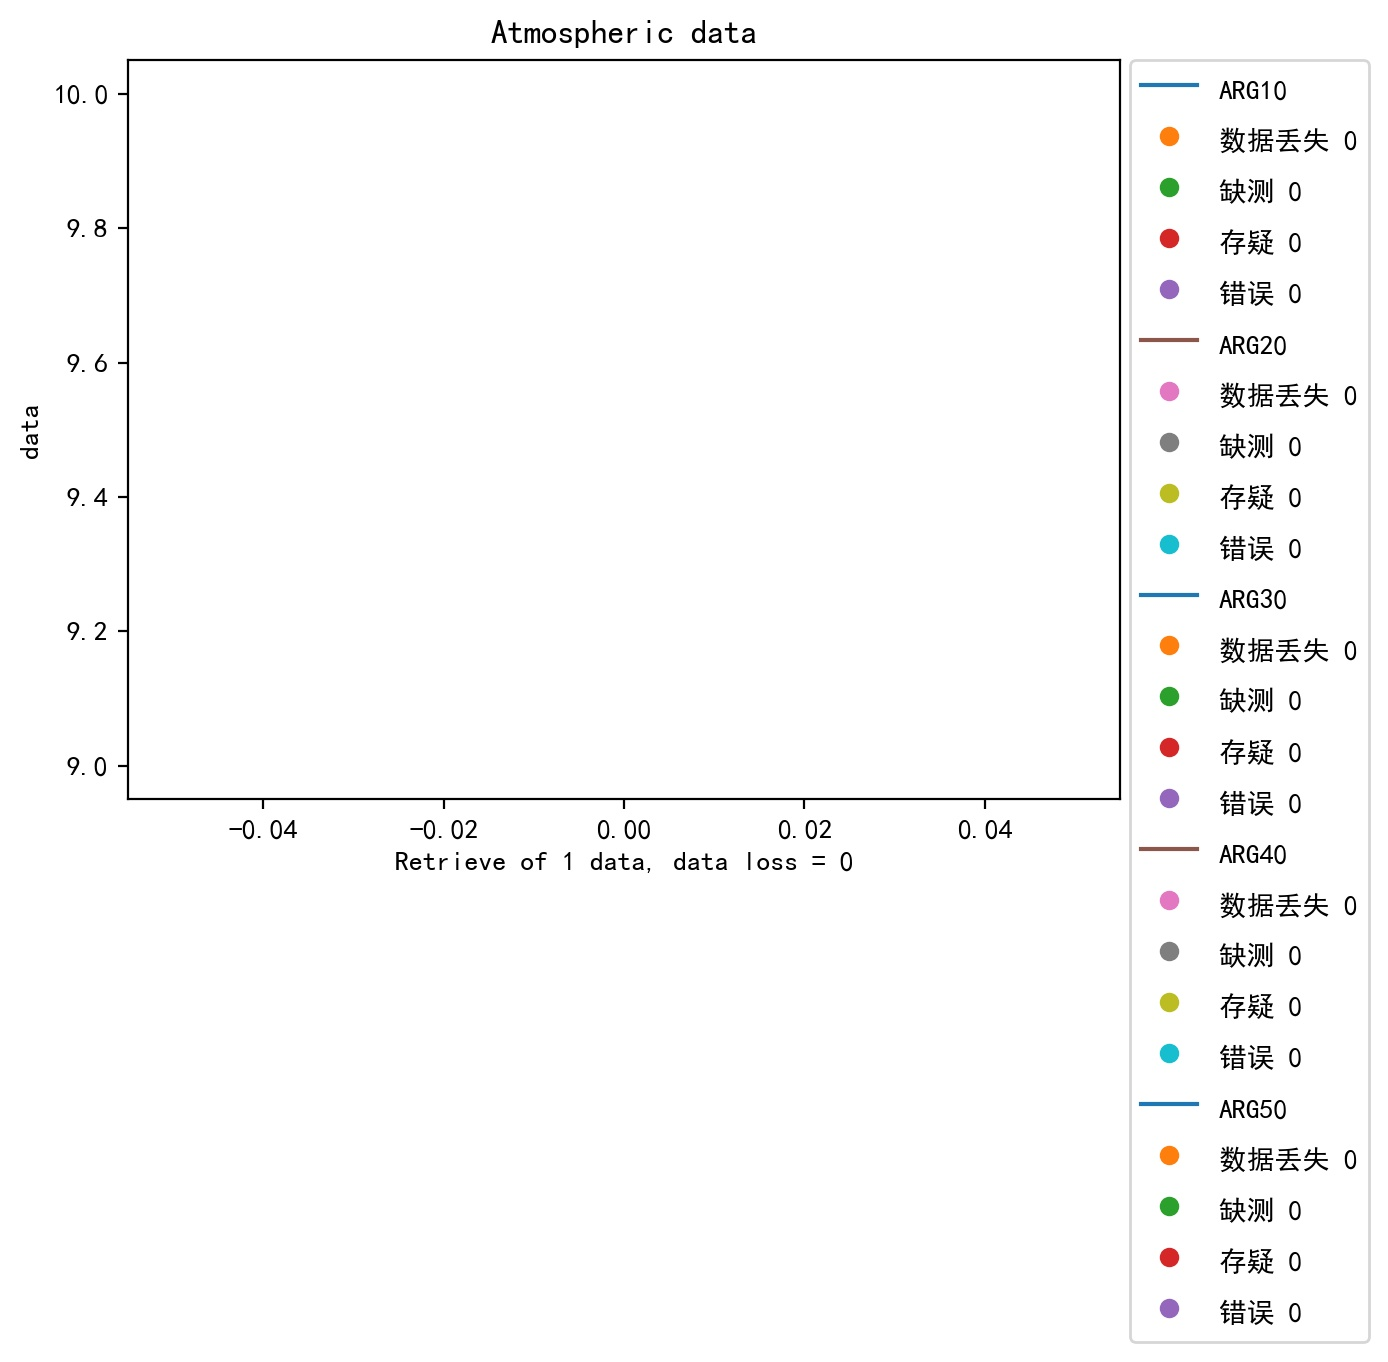 Atmospheric data
10.0
9.8
9.6
9.4
9.2
9.0
data
-0.04 -0.02 0.00 0.02 0.04
Retrieve of 1 data, data loss = 0
ARG10
数据丢失 0
缺测 0
存疑 0
错误 0
ARG20
数据丢失 0
缺测 0
存疑 0
错误 0
ARG30
数据丢失 0
缺测 0
存疑 0
错误 0
ARG40
数据丢失 0
缺测 0
存疑 0
错误 0
ARG50
数据丢失 0
缺测 0
存疑 0
错误 0